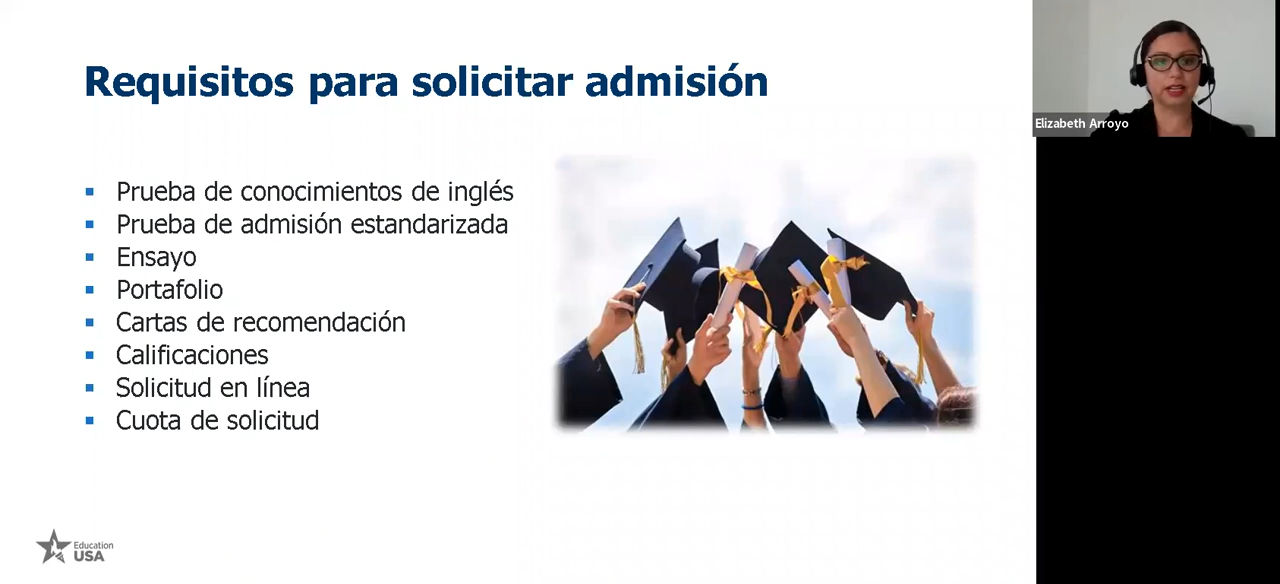 Requisitos para solicitar admisión
Prueba de conocimientos de inglés
Prueba de admisión estandarizada
Ensayo
Portafolio
Cartas de recomendación
Calificaciones
Solicitud en línea
Cuota de solicitud
Education
USA
Elizabeth Arroyo